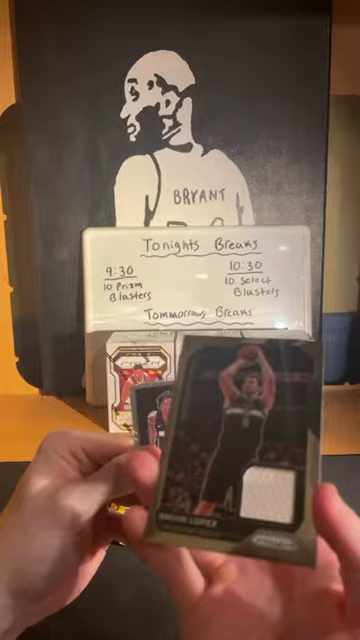 BRYANT
Tonights Breaks
9:30
10 Prizm
Blasters
10:30
10 Select
Blasters
Tommorrows Breaks
BROOK LOPEZ